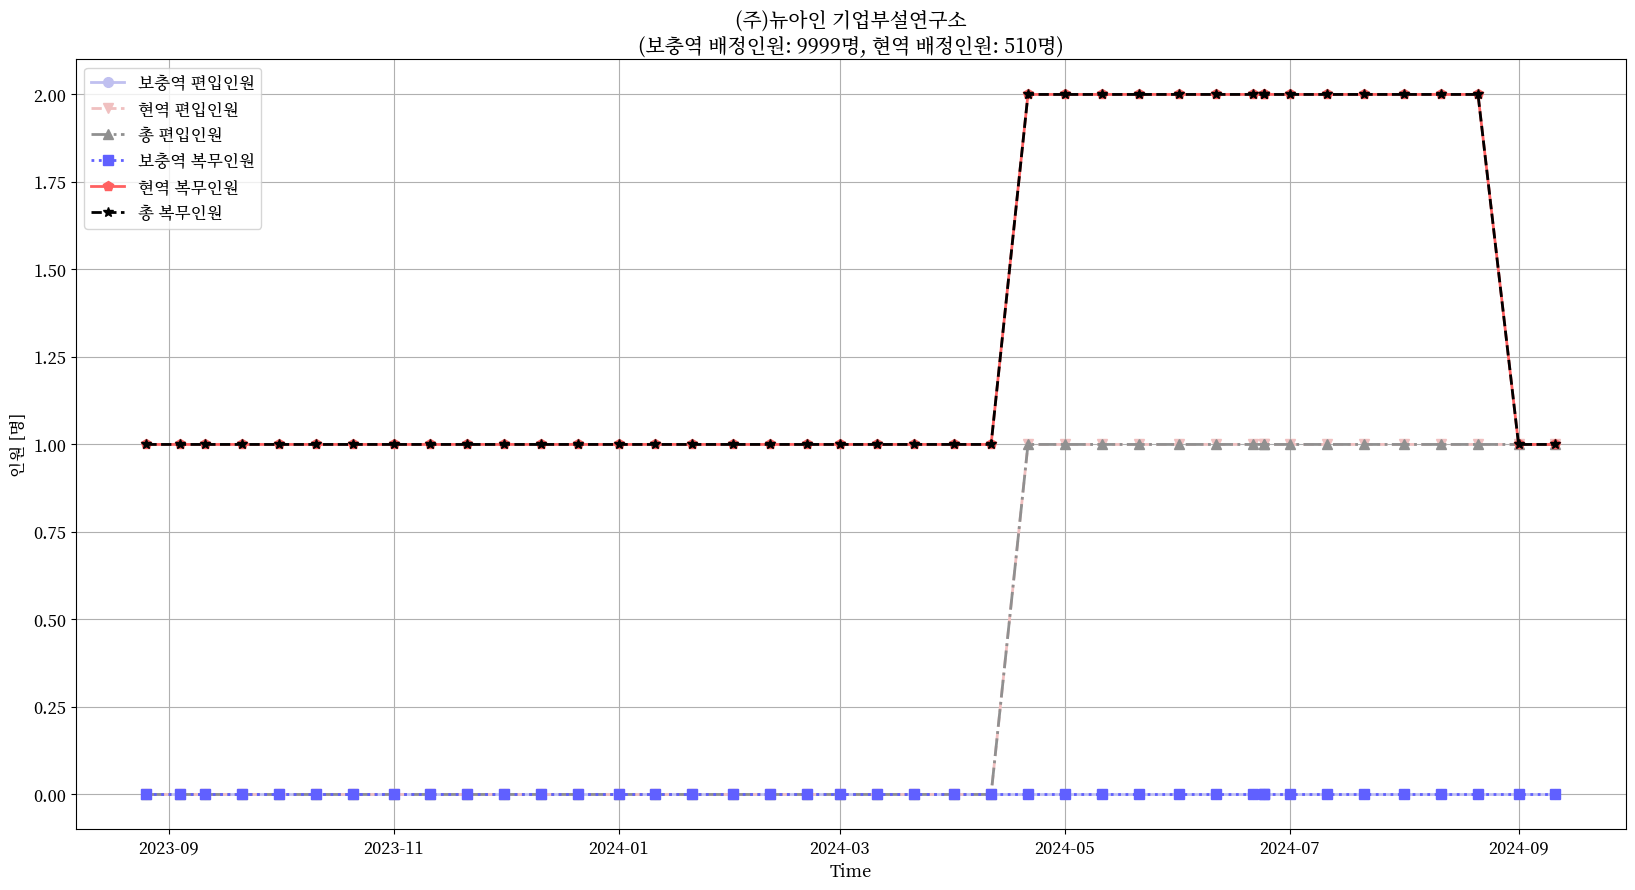 (주)뉴아인 기업부설연구소
(보충역 배정인원: 9999명, 현역 배정인원: 510명)
보충역 편입인원
현역 편입인원
총 편입인원
보충역 복무인원
현역 복무인원
총 복무인원
2.00
1.75
1.50
1.25
1.00
0.75
0.50
0.25
0.00
인원 [명]
2023-09
2023-11
2024-01
2024-03
2024-05
2024-07
2024-09
Time